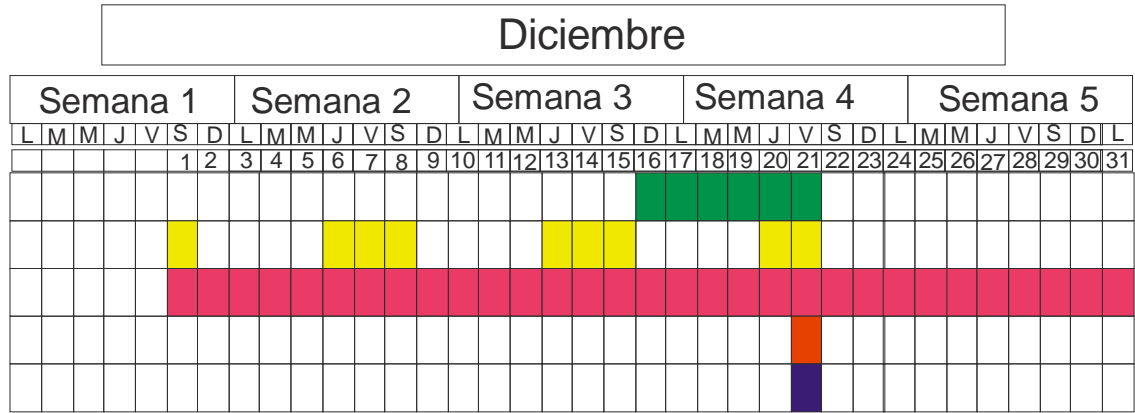 Diciembre
Semana 1 Semana 2 Semana 3 Semana 4 Semana 5
L M M J V S D L M M J V S D L M M J V S D L M M J V S D L M M J V S D L
1 2 3 4 5 6 7 8 9 10 11 12 13 14 15 16 17 18 19 20 21 22 23 24 25 26 27 28 29 30 31